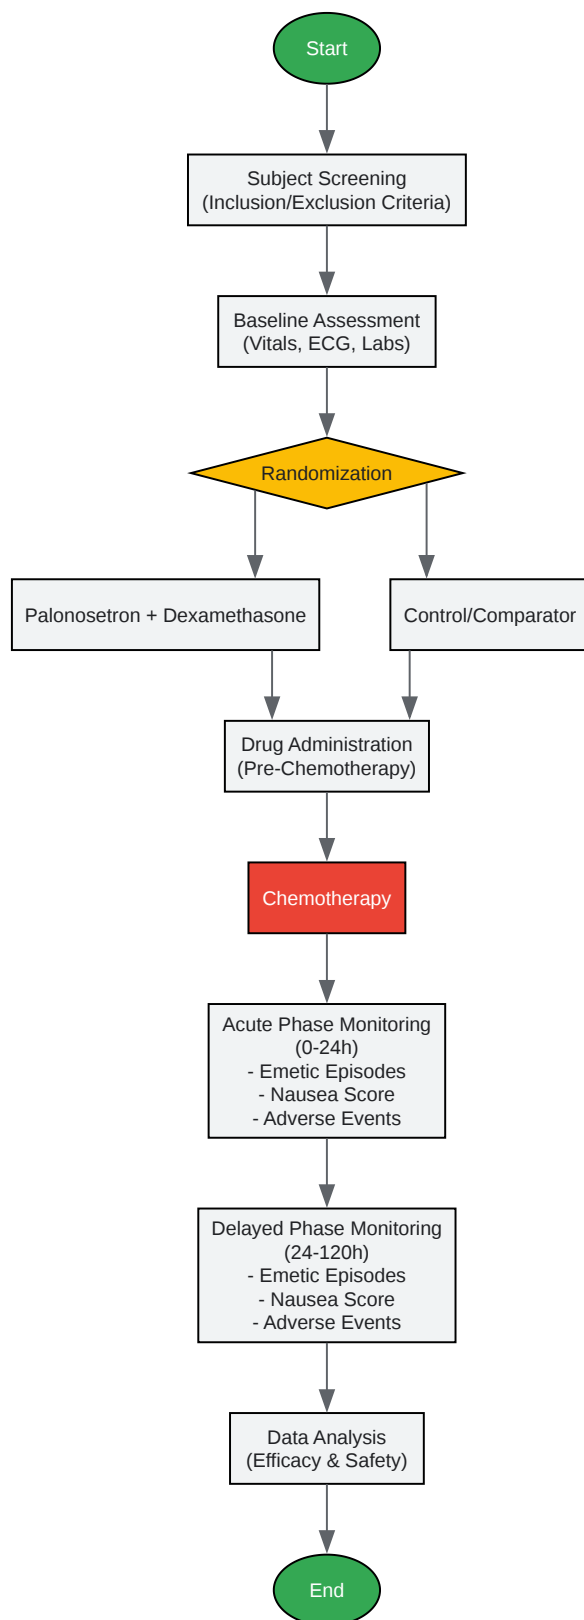 Start
Subject Screening
(Inclusion/Exclusion Criteria)
Baseline Assessment
(Vitals, ECG, Labs)
Randomization
Palonosetron + Dexamethasone
Control/Comparator
Drug Administration
(Pre-Chemotherapy)
Chemotherapy
Acute Phase Monitoring
(0-24h)
- Emetic Episodes
- Nausea Score
- Adverse Events
Delayed Phase Monitoring
(24-120h)
- Emetic Episodes
- Nausea Score
- Adverse Events
Data Analysis
(Efficacy & Safety)
End